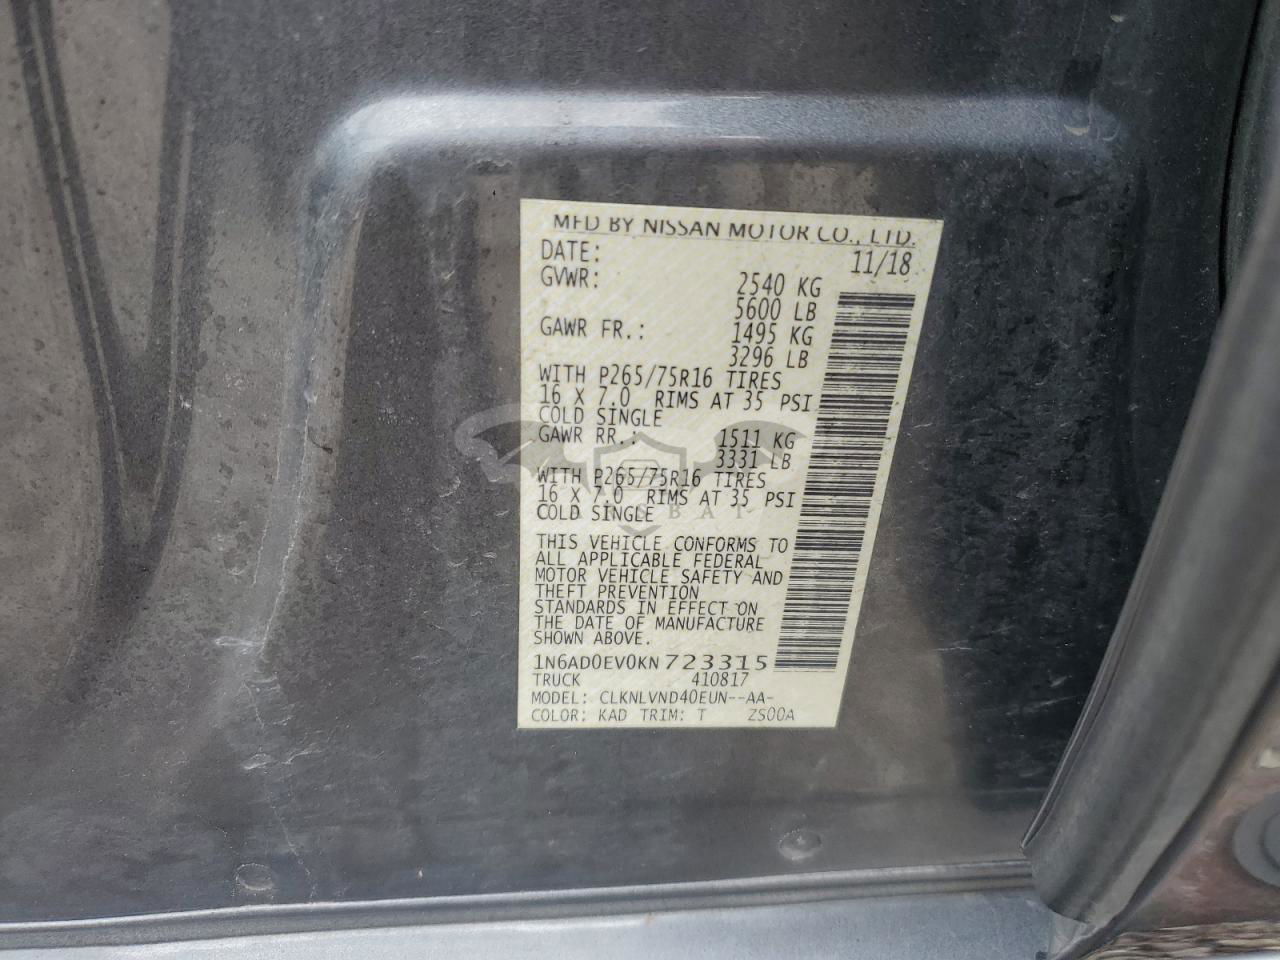 MFD BY NISSAN MOTOR CO., LTD.
DATE: 11/18
GVWR: 2540 KG
5600 LB
GAWR FR.: 1495 KG
3296 LB
WITH P265/75R16 TIRES
16 X 7.0 RIMS AT 35 PSI
COLD SINGLE
GAWR RR.: 1511 KG
3331 LB
WITH P265/75R16 TIRES
16 X 7.0 RIMS AT 35 PSI
COLD SINGLE
THIS VEHICLE CONFORMS TO
ALL APPLICABLE FEDERAL
MOTOR VEHICLE SAFETY AND
THEFT PREVENTION
STANDARDS IN EFFECT ON
THE DATE OF MANUFACTURE
SHOWN ABOVE.
1N6AD0EV0KN723315
TRUCK 410817
MODEL: CLKNLVND40EUN--AA-
COLOR: KAD TRIM: T ZS00A